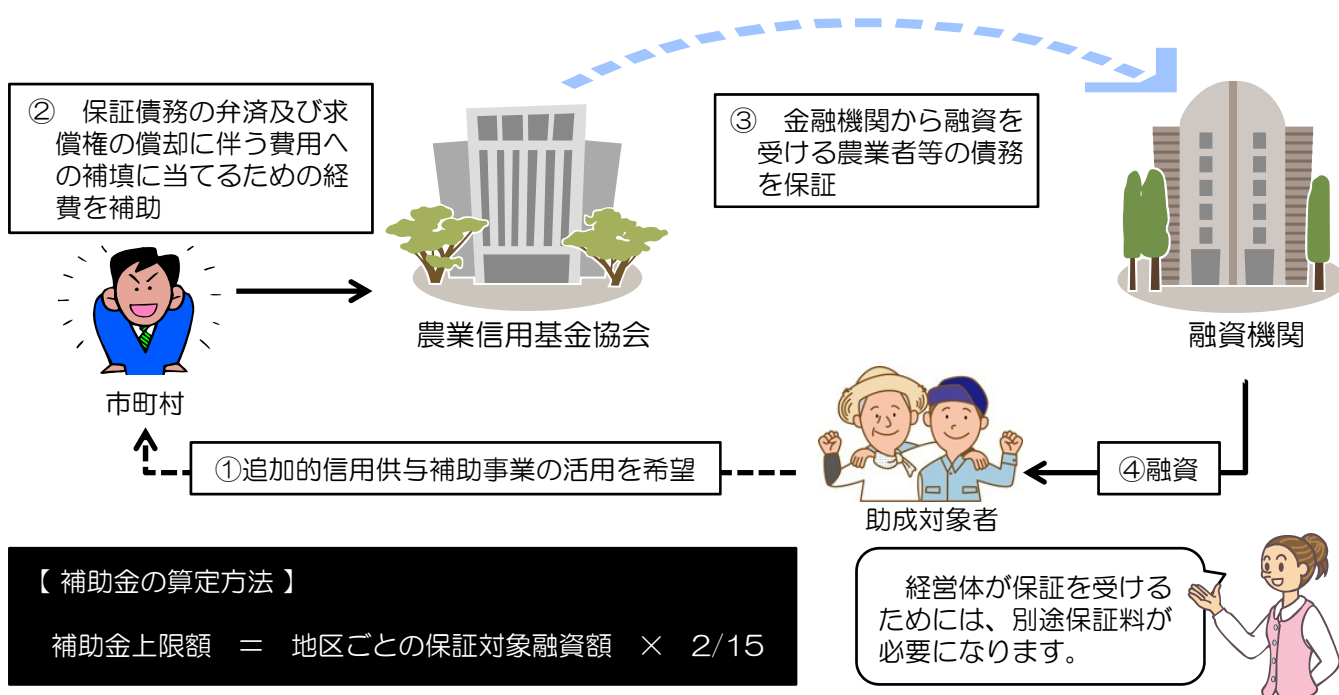 ② 保証債務の弁済及び求
償権の償却に伴う費用へ
の補填に当てるための経
費を補助
③ 金融機関から融資を
受ける農業者等の債務
を保証
農業信用基金協会
融資機関
市町村
①追加的信用供与補助事業の活用を希望
④融資
助成対象者
【 補助金の算定方法 】
補助金上限額 = 地区ごとの保証対象融資額 × 2/15
経営体が保証を受ける
ためには、別途保証料が
必要になります。